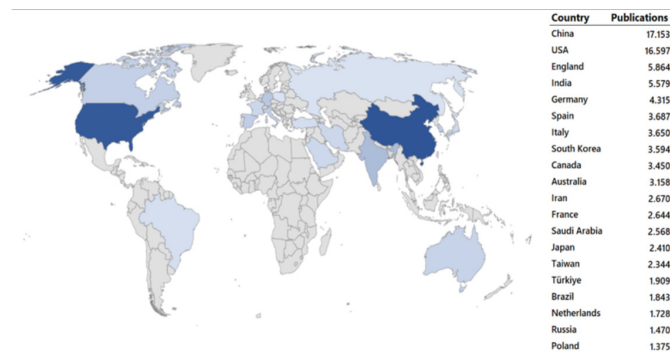 Country Publications
China 17.153
USA 16.597
England 5.864
India 5.579
Germany 4.315
Spain 3.687
Italy 3.650
South Korea 3.594
Canada 3.450
Australia 3.158
Iran 2.670
France 2.644
Saudi Arabia 2.568
Japan 2.410
Taiwan 2.344
Türkiye 1.909
Brazil 1.843
Netherlands 1.728
Russia 1.470
Poland 1.375